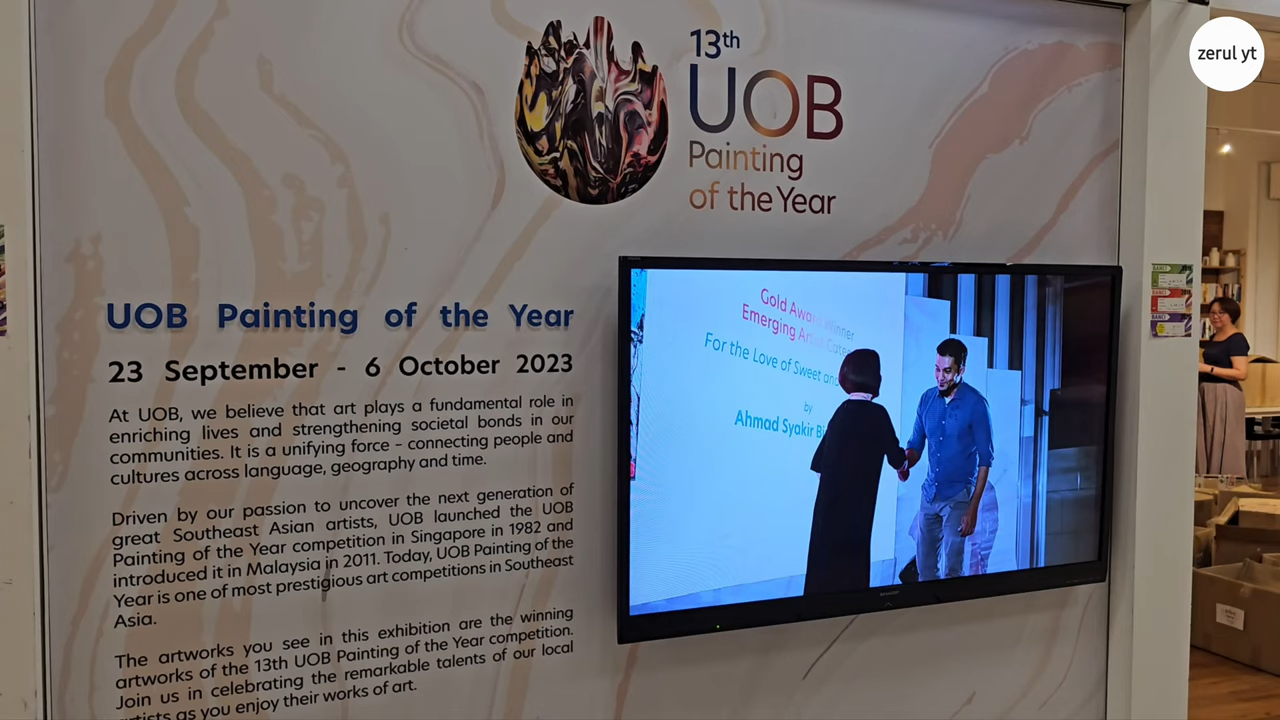 zerul yt
13th
UOB
Painting
of the Year
UOB Painting of the Year
23 September - 6 October 2023
At UOB, we believe that art plays a fundamental role in
enriching lives and strengthening societal bonds in our
communities. It is a unifying force – connecting people and
cultures across language, geography and time.
Driven by our passion to uncover the next generation of
great Southeast Asian artists, UOB launched the UOB
Painting of the Year competition in Singapore in 1982 and
introduced it in Malaysia in 2011. Today, UOB Painting of the
Year is one of most prestigious art competitions in Southeast
Asia.
The artworks you see in this exhibition are the winning
artworks of the 13th UOB Painting of the Year competition.
Join us in celebrating the remarkable talents of our local
artists as you enjoy their works of art.
Gold Award Winner
Emerging Artist
For the Love of Sweet and
by
Ahmad Syakir
SHARP